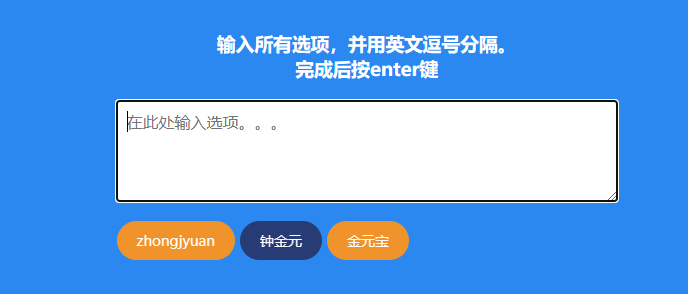 输入所有选项，并用英文逗号分隔。
完成后按enter键
在此处输入选项。。。
zhongjyuan 钟金元 金元宝